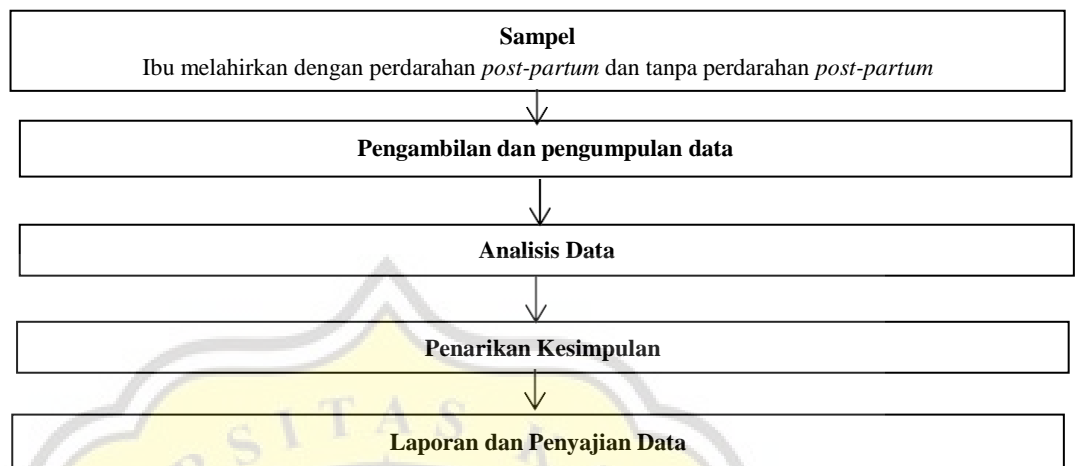 Sampel
Ibu melahirkan dengan perdarahan post-partum dan tanpa perdarahan post-partum
Pengambilan dan pengumpulan data
Analisis Data
Penarikan Kesimpulan
Laporan dan Penyajian Data